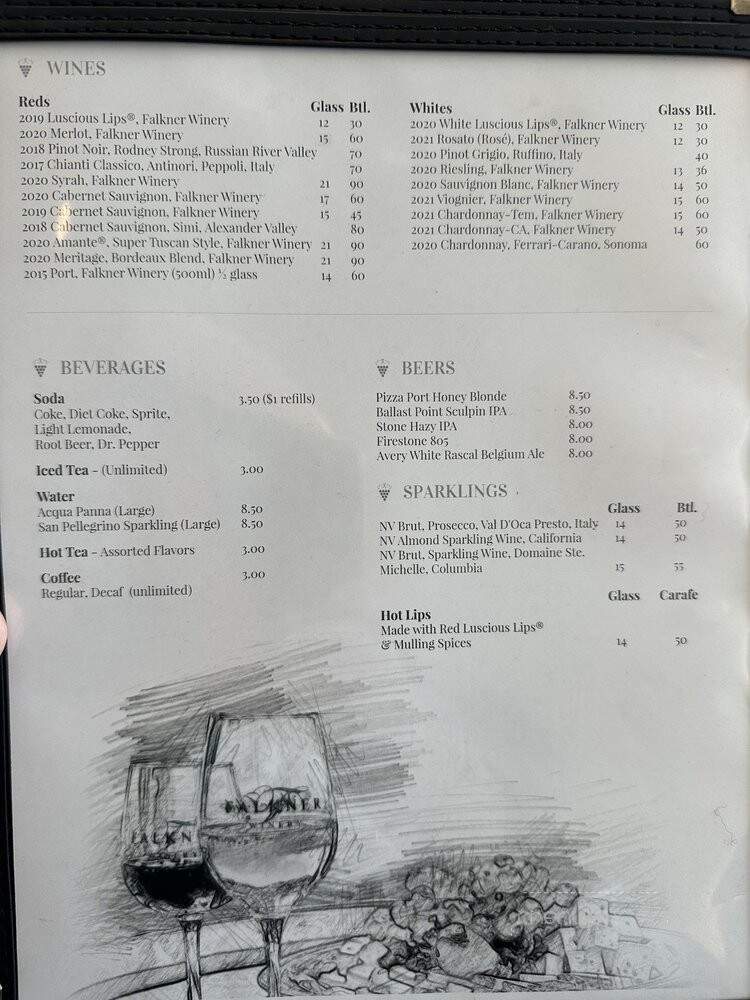 WINES
Reds Glass Btl.
2019 Luscious Lips®, Falkner Winery 12 30
2020 Merlot, Falkner Winery 15 60
2018 Pinot Noir, Rodney Strong, Russian River Valley 70
2017 Chianti Classico, Antinori, Peppoli, Italy 70
2020 Syrah, Falkner Winery 21 90
2020 Cabernet Sauvignon, Falkner Winery 17 60
2019 Cabernet Sauvignon, Falkner Winery 15 45
2018 Cabernet Sauvignon, Simi, Alexander Valley 80
2020 Amante®, Super Tuscan Style, Falkner Winery 21 90
2020 Meritage, Bordeaux Blend, Falkner Winery 21 90
2015 Port, Falkner Winery (500ml) ½ glass 14 60
Whites Glass Btl.
2020 White Luscious Lips®, Falkner Winery 12 30
2021 Rosato (Rosé), Falkner Winery 12 30
2020 Pinot Grigio, Ruffino, Italy 40
2020 Riesling, Falkner Winery 13 36
2020 Sauvignon Blanc, Falkner Winery 14 50
2021 Viognier, Falkner Winery 15 60
2021 Chardonnay-Tem, Falkner Winery 15 60
2021 Chardonnay-CA, Falkner Winery 14 50
2020 Chardonnay, Ferrari-Carano, Sonoma 60
BEVERAGES
Soda 3.50 ($1 refills)
Coke, Diet Coke, Sprite,
Light Lemonade,
Root Beer, Dr. Pepper
Iced Tea – (Unlimited) 3.00
Water
Acqua Panna (Large) 8.50
San Pellegrino Sparkling (Large) 8.50
Hot Tea – Assorted Flavors 3.00
Coffee 3.00
Regular, Decaf (unlimited)
BEERS
Pizza Port Honey Blonde 8.50
Ballast Point Sculpin IPA 8.50
Stone Hazy IPA 8.00
Firestone 805 8.00
Avery White Rascal Belgium Ale 8.00
SPARKLINGS
Glass Btl.
NV Brut, Prosecco, Val D'Oca Presto, Italy 14 50
NV Almond Sparkling Wine, California 14 50
NV Brut, Sparkling Wine, Domaine Ste.
Michelle, Columbia 15 55
Glass Carafe
Hot Lips
Made with Red Luscious Lips®
& Mulling Spices 14 50
FALKNER
WINERY
FALKN